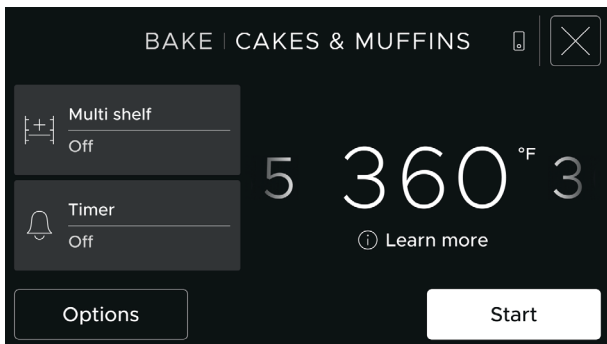 BAKE | CAKES & MUFFINS
Multi shelf
Off
5 360 °F 3
Timer
Off
Learn more
Options
Start